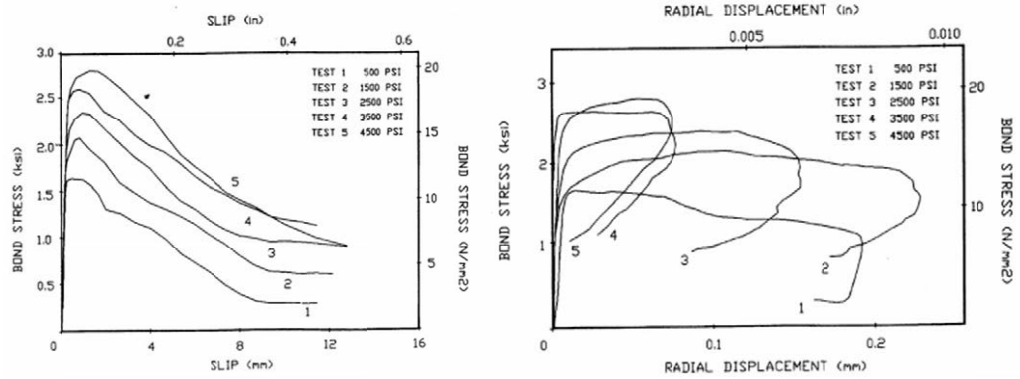 SLIP (in)
0.2 0.4 0.6
3.0
2.5
2.0
1.5
1.0
0.5
BOND STRESS (ksi)
TEST 1 500 PSI
TEST 2 1500 PSI
TEST 3 2500 PSI
TEST 4 3500 PSI
TEST 5 4500 PSI
5
4
3
2
1
20
15
10
5
BOND STRESS (N/mm2)
0 4 8 12 16
SLIP (mm)
RADIAL DISPLACEMENT (in)
0.005 0.010
3
2
1
BOND STRESS (ksi)
TEST 1 500 PSI
TEST 2 1500 PSI
TEST 3 2500 PSI
TEST 4 3500 PSI
TEST 5 4500 PSI
5
4
3
2
1
20
10
BOND STRESS (N/mm2)
0 0.1 0.2
RADIAL DISPLACEMENT (mm)